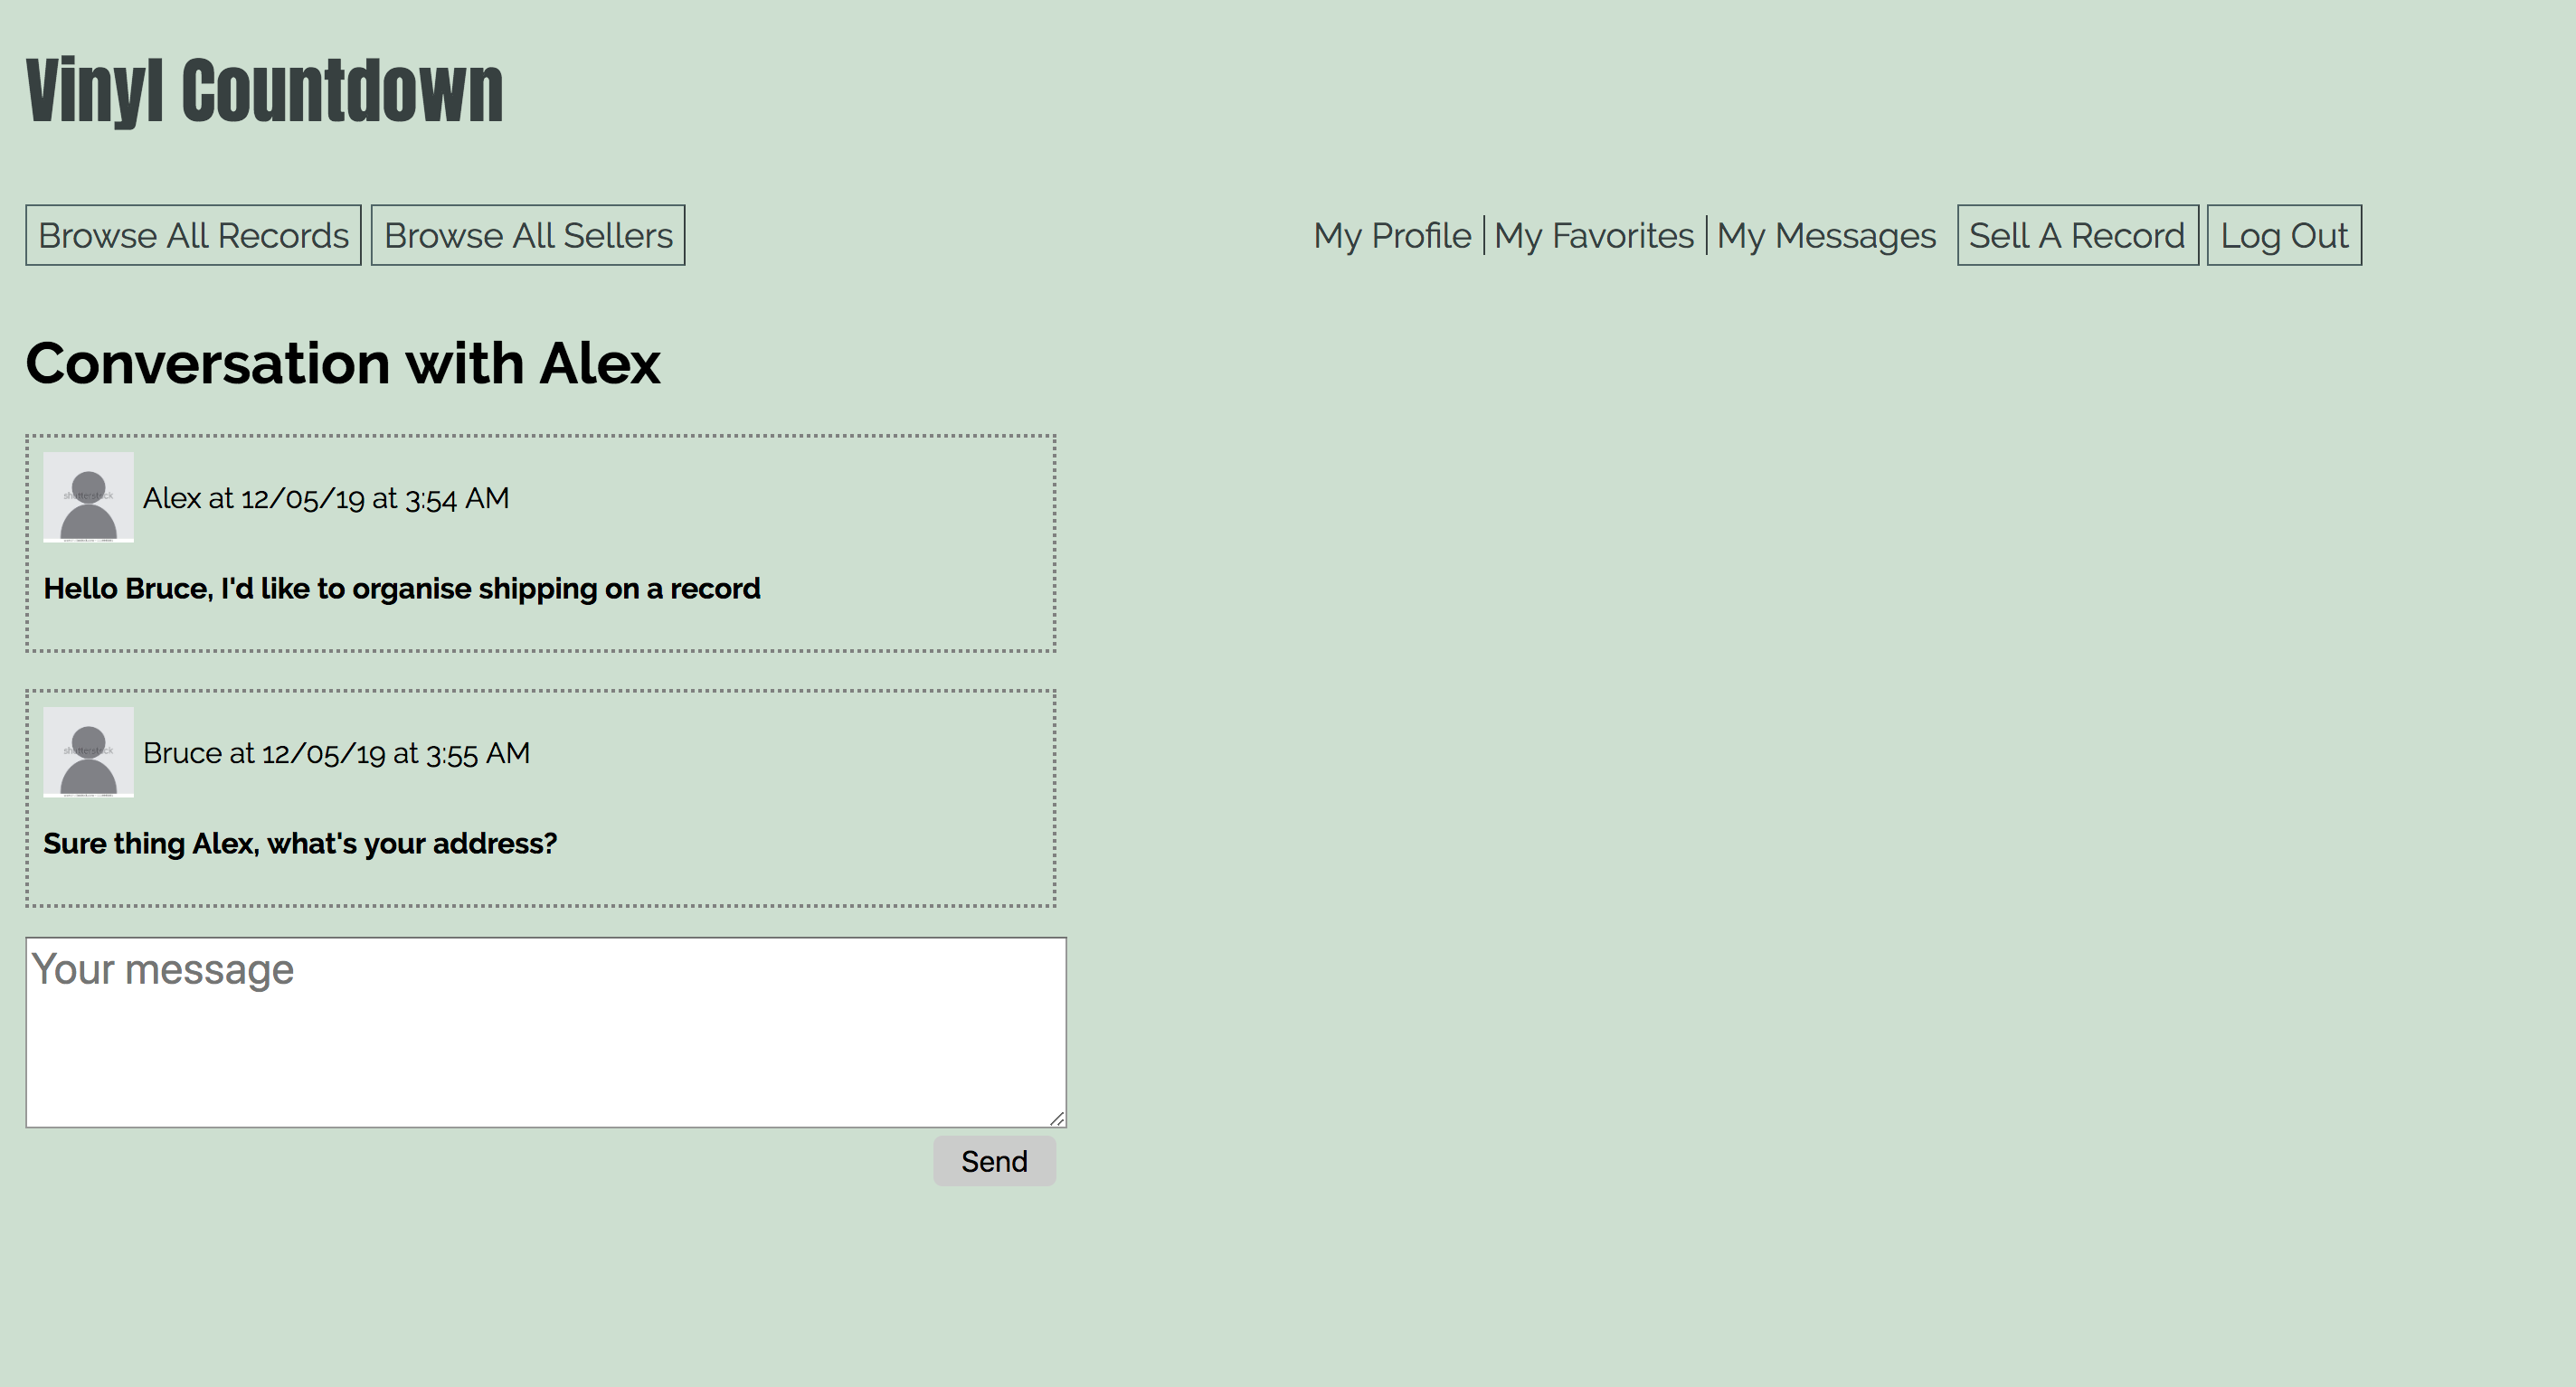 Vinyl Countdown
Browse All Records Browse All Sellers My Profile My Favorites My Messages Sell A Record Log Out
Conversation with Alex
shutterstock
Alex at 12/05/19 at 3:54 AM
Hello Bruce, I'd like to organise shipping on a record
shutterstock
Bruce at 12/05/19 at 3:55 AM
Sure thing Alex, what's your address?
Your message
Send